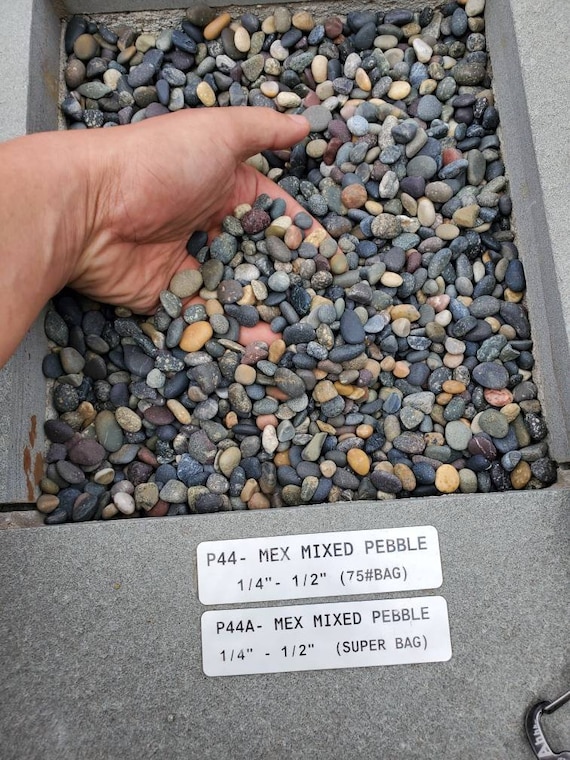 P44- MEX MIXED PEBBLE
1/4"- 1/2" (75#BAG)
P44A- MEX MIXED PEBBLE
1/4" - 1/2" (SUPER BAG)